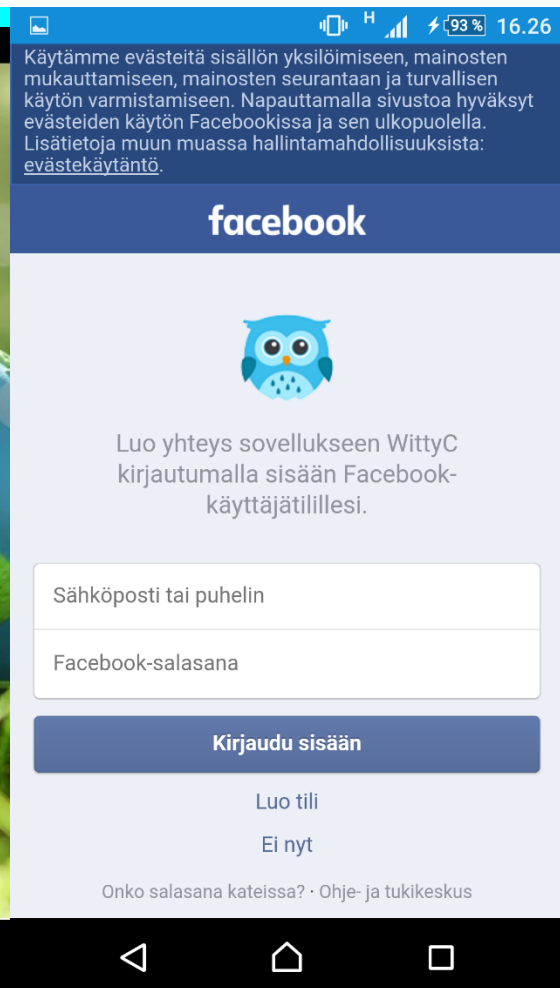 H 93 % 16.26
Käytämme evästeitä sisällön yksilöimiseen, mainosten
mukauttamiseen, mainosten seurantaan ja turvallisen
käytön varmistamiseen. Napauttamalla sivustoa hyväksyt
evästeiden käytön Facebookissa ja sen ulkopuolella.
Lisätietoja muun muassa hallintamahdollisuuksista:
evästekäytäntö.
facebook
Luo yhteys sovellukseen WittyC
kirjautumalla sisään Facebook-
käyttäjätilillesi.
Sähköposti tai puhelin
Facebook-salasana
Kirjaudu sisään
Luo tili
Ei nyt
Onko salasana kateissa? · Ohje- ja tukikeskus